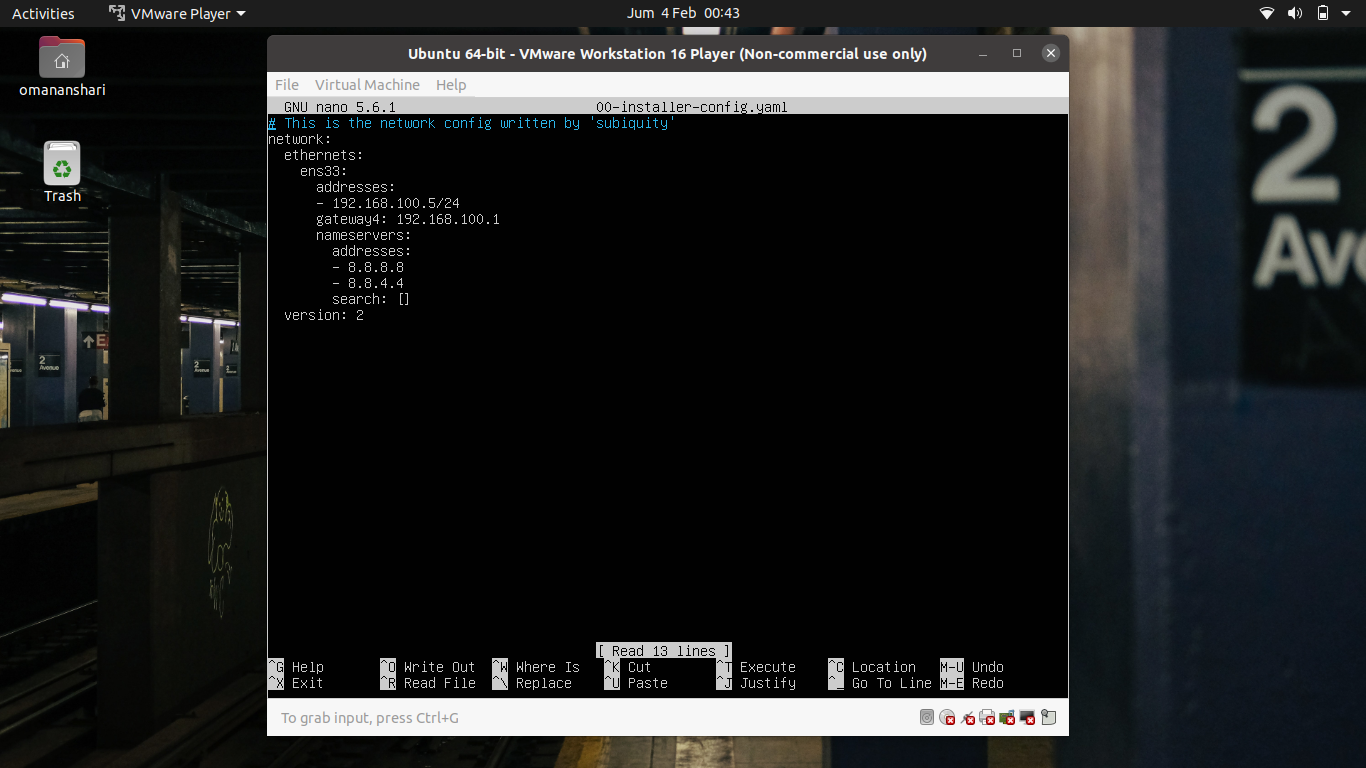 Activities VMware Player Jum 4 Feb 00:43
omananshari
Trash
Ubuntu 64-bit - VMware Workstation 16 Player (Non-commercial use only)
File Virtual Machine Help
GNU nano 5.6.1 00-installer-config.yaml
# This is the network config written by 'subiquity'
network:
  ethernets:
    ens33:
      addresses:
      - 192.168.100.5/24
      gateway4: 192.168.100.1
      nameservers:
        addresses:
        - 8.8.8.8
        - 8.8.4.4
        search: []
  version: 2
[ Read 13 lines ]
^G Help ^O Write Out ^W Where Is ^K Cut ^T Execute ^C Location M-U Undo
^X Exit ^R Read File ^\ Replace ^U Paste ^J Justify ^_ Go To Line M-E Redo
To grab input, press Ctrl+G
2
Ave
E
2
Avenue
2
2